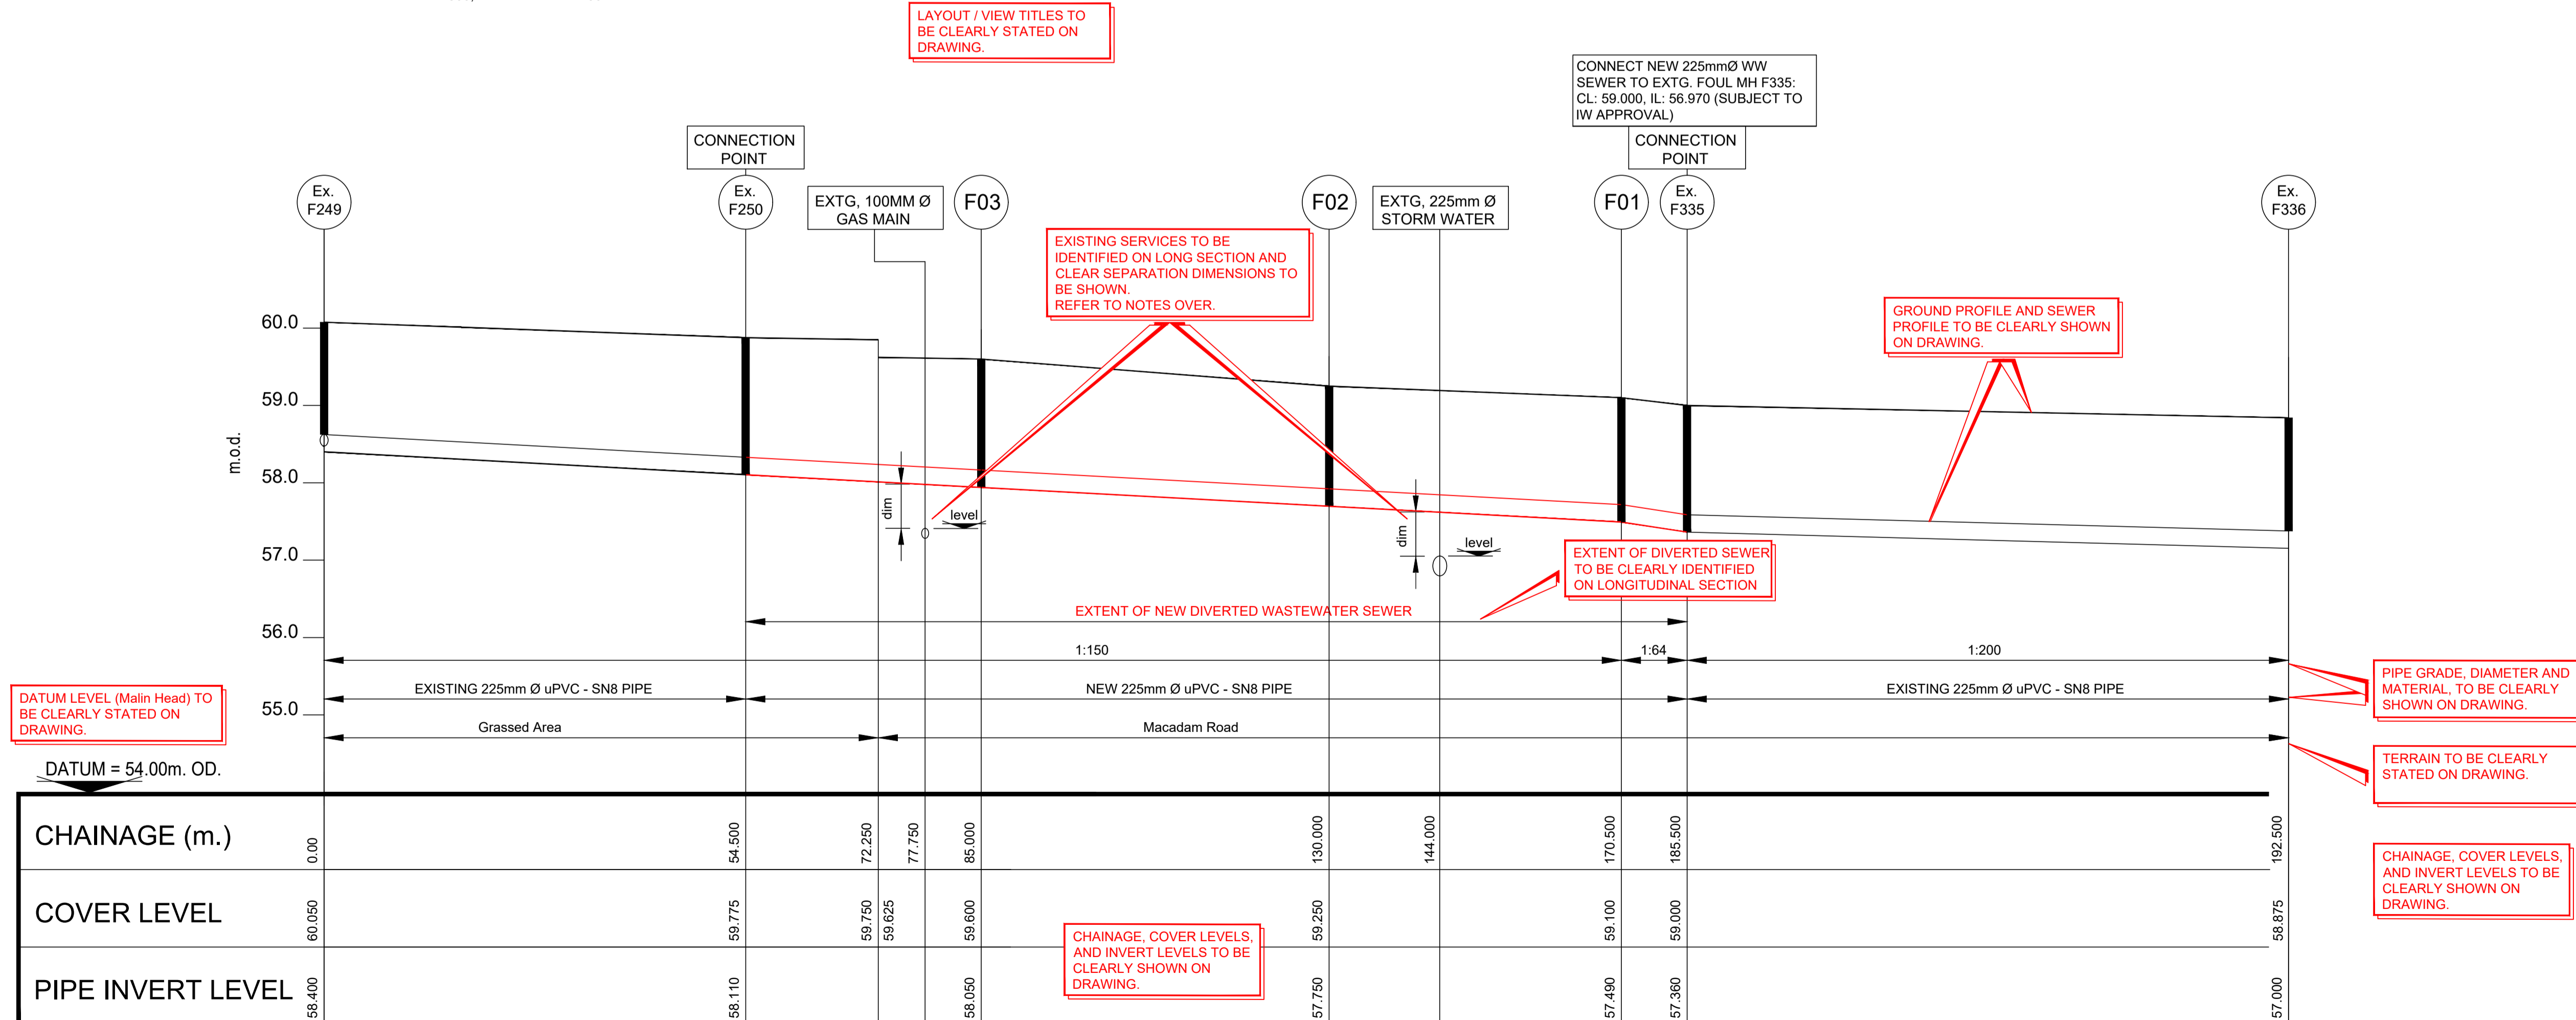 LAYOUT / VIEW TITLES TO
BE CLEARLY STATED ON
DRAWING.
CONNECT NEW 225mmØ WW
SEWER TO EXTG. FOUL MH F335:
CL: 59.000, IL: 56.970 (SUBJECT TO
IW APPROVAL)
CONNECTION
POINT
CONNECTION
POINT
Ex.
F249
Ex.
F250
EXTG, 100MM Ø
GAS MAIN
F03
F02
EXTG, 225mm Ø
STORM WATER
F01
Ex.
F335
Ex.
F336
EXISTING SERVICES TO BE
IDENTIFIED ON LONG SECTION AND
CLEAR SEPARATION DIMENSIONS TO
BE SHOWN.
REFER TO NOTES OVER.
GROUND PROFILE AND SEWER
PROFILE TO BE CLEARLY SHOWN
ON DRAWING.
60.0
59.0
58.0
57.0
56.0
55.0
m.o.d.
dim
level
dim
level
EXTENT OF DIVERTED SEWER
TO BE CLEARLY IDENTIFIED
ON LONGITUDINAL SECTION
EXTENT OF NEW DIVERTED WASTEWATER SEWER
1:150
1:64
1:200
EXISTING 225mm Ø uPVC - SN8 PIPE
NEW 225mm Ø uPVC - SN8 PIPE
EXISTING 225mm Ø uPVC - SN8 PIPE
PIPE GRADE, DIAMETER AND
MATERIAL, TO BE CLEARLY
SHOWN ON DRAWING.
DATUM LEVEL (Malin Head) TO
BE CLEARLY STATED ON
DRAWING.
Grassed Area
Macadam Road
TERRAIN TO BE CLEARLY
STATED ON DRAWING.
DATUM = 54.00m. OD.
CHAINAGE (m.)
0.00
54.500
72.250
77.750
85.000
130.000
144.000
170.500
185.500
192.500
CHAINAGE, COVER LEVELS,
AND INVERT LEVELS TO BE
CLEARLY SHOWN ON
DRAWING.
COVER LEVEL
60.050
59.775
59.750
59.625
59.600
59.250
59.100
59.000
58.875
CHAINAGE, COVER LEVELS,
AND INVERT LEVELS TO BE
CLEARLY SHOWN ON
DRAWING.
PIPE INVERT LEVEL
58.400
58.110
58.050
57.750
57.490
57.360
57.000